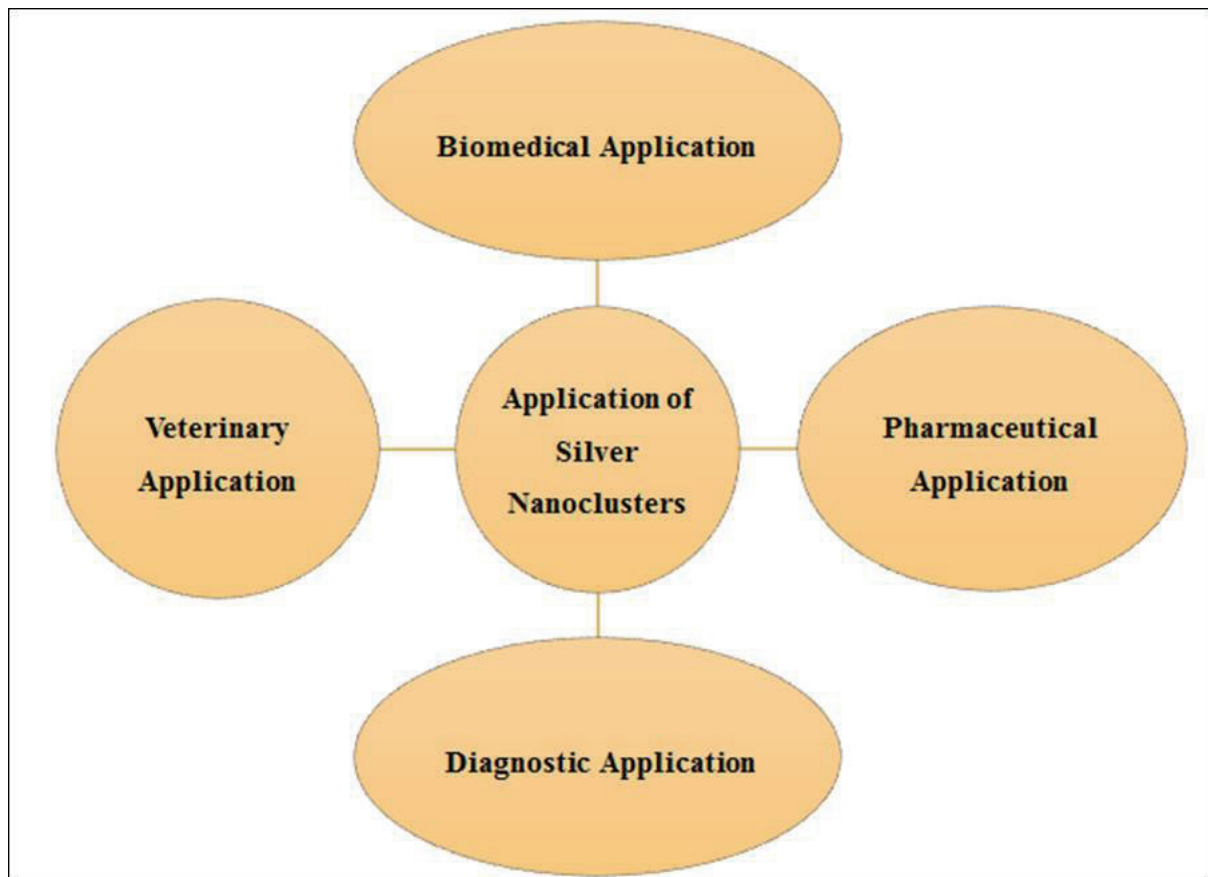 Biomedical Application
Veterinary
Application
Application of
Silver
Nanoclusters
Pharmaceutical
Application
Diagnostic Application